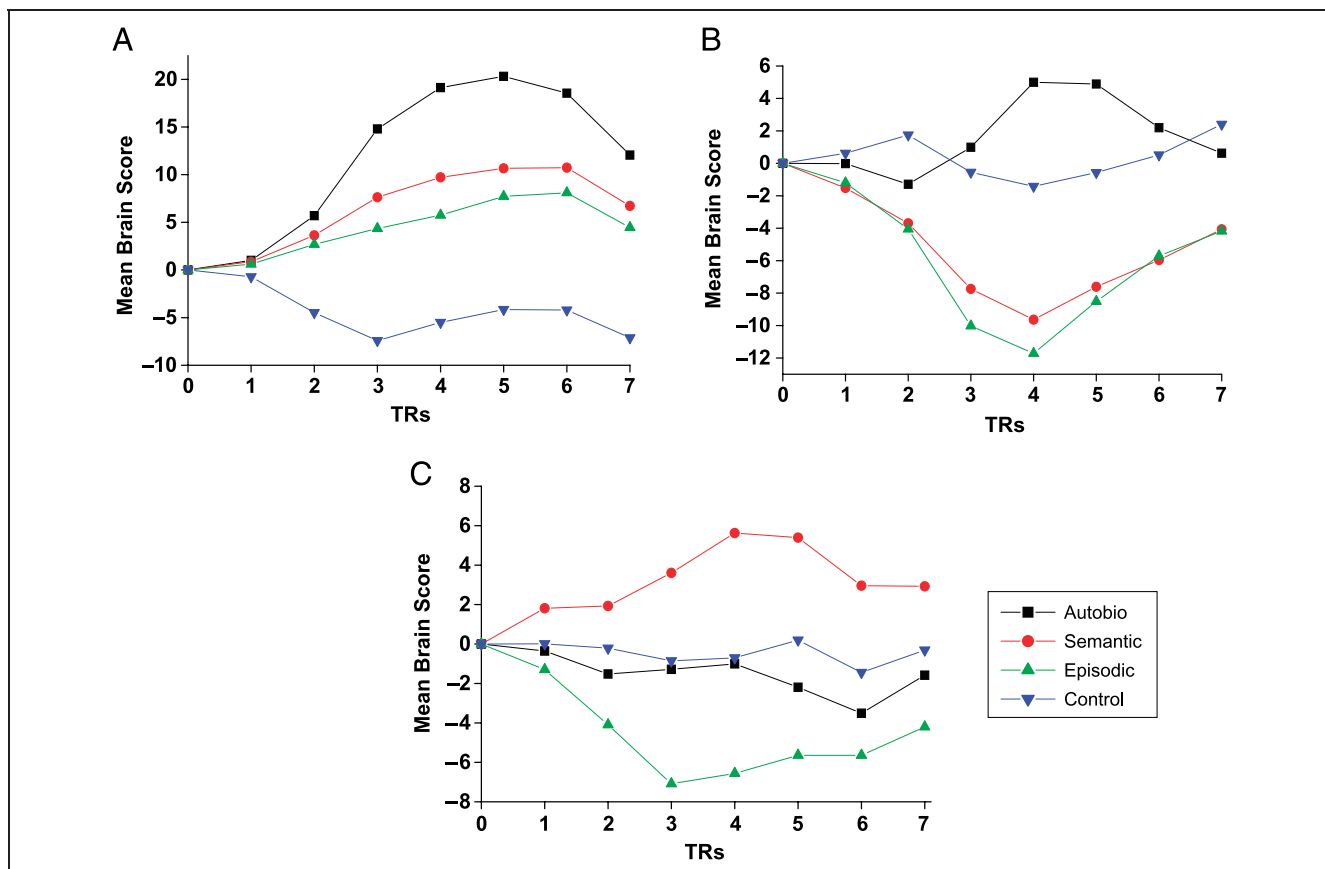 A
Mean Brain Score
20
15
10
5
0
–5
–10
0 1 2 3 4 5 6 7
TRs
B
Mean Brain Score
6
4
2
0
–2
–4
–6
–8
–10
–12
0 1 2 3 4 5 6 7
TRs
C
Mean Brain Score
8
6
4
2
0
–2
–4
–6
–8
0 1 2 3 4 5 6 7
TRs
Autobio
Semantic
Episodic
Control